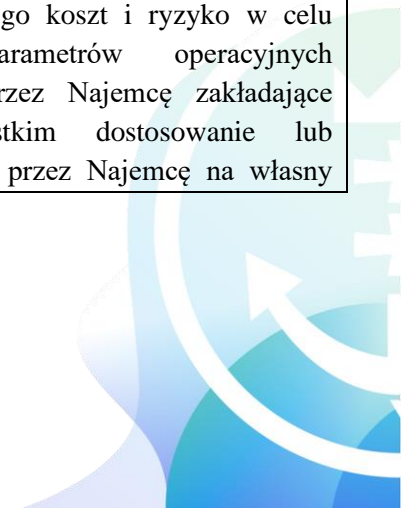 go koszt i ryzyko w celu
arametrów operacyjnych
rzez Najemcę zakładające
stkim dostosowanie lub
przez Najemcę na własny